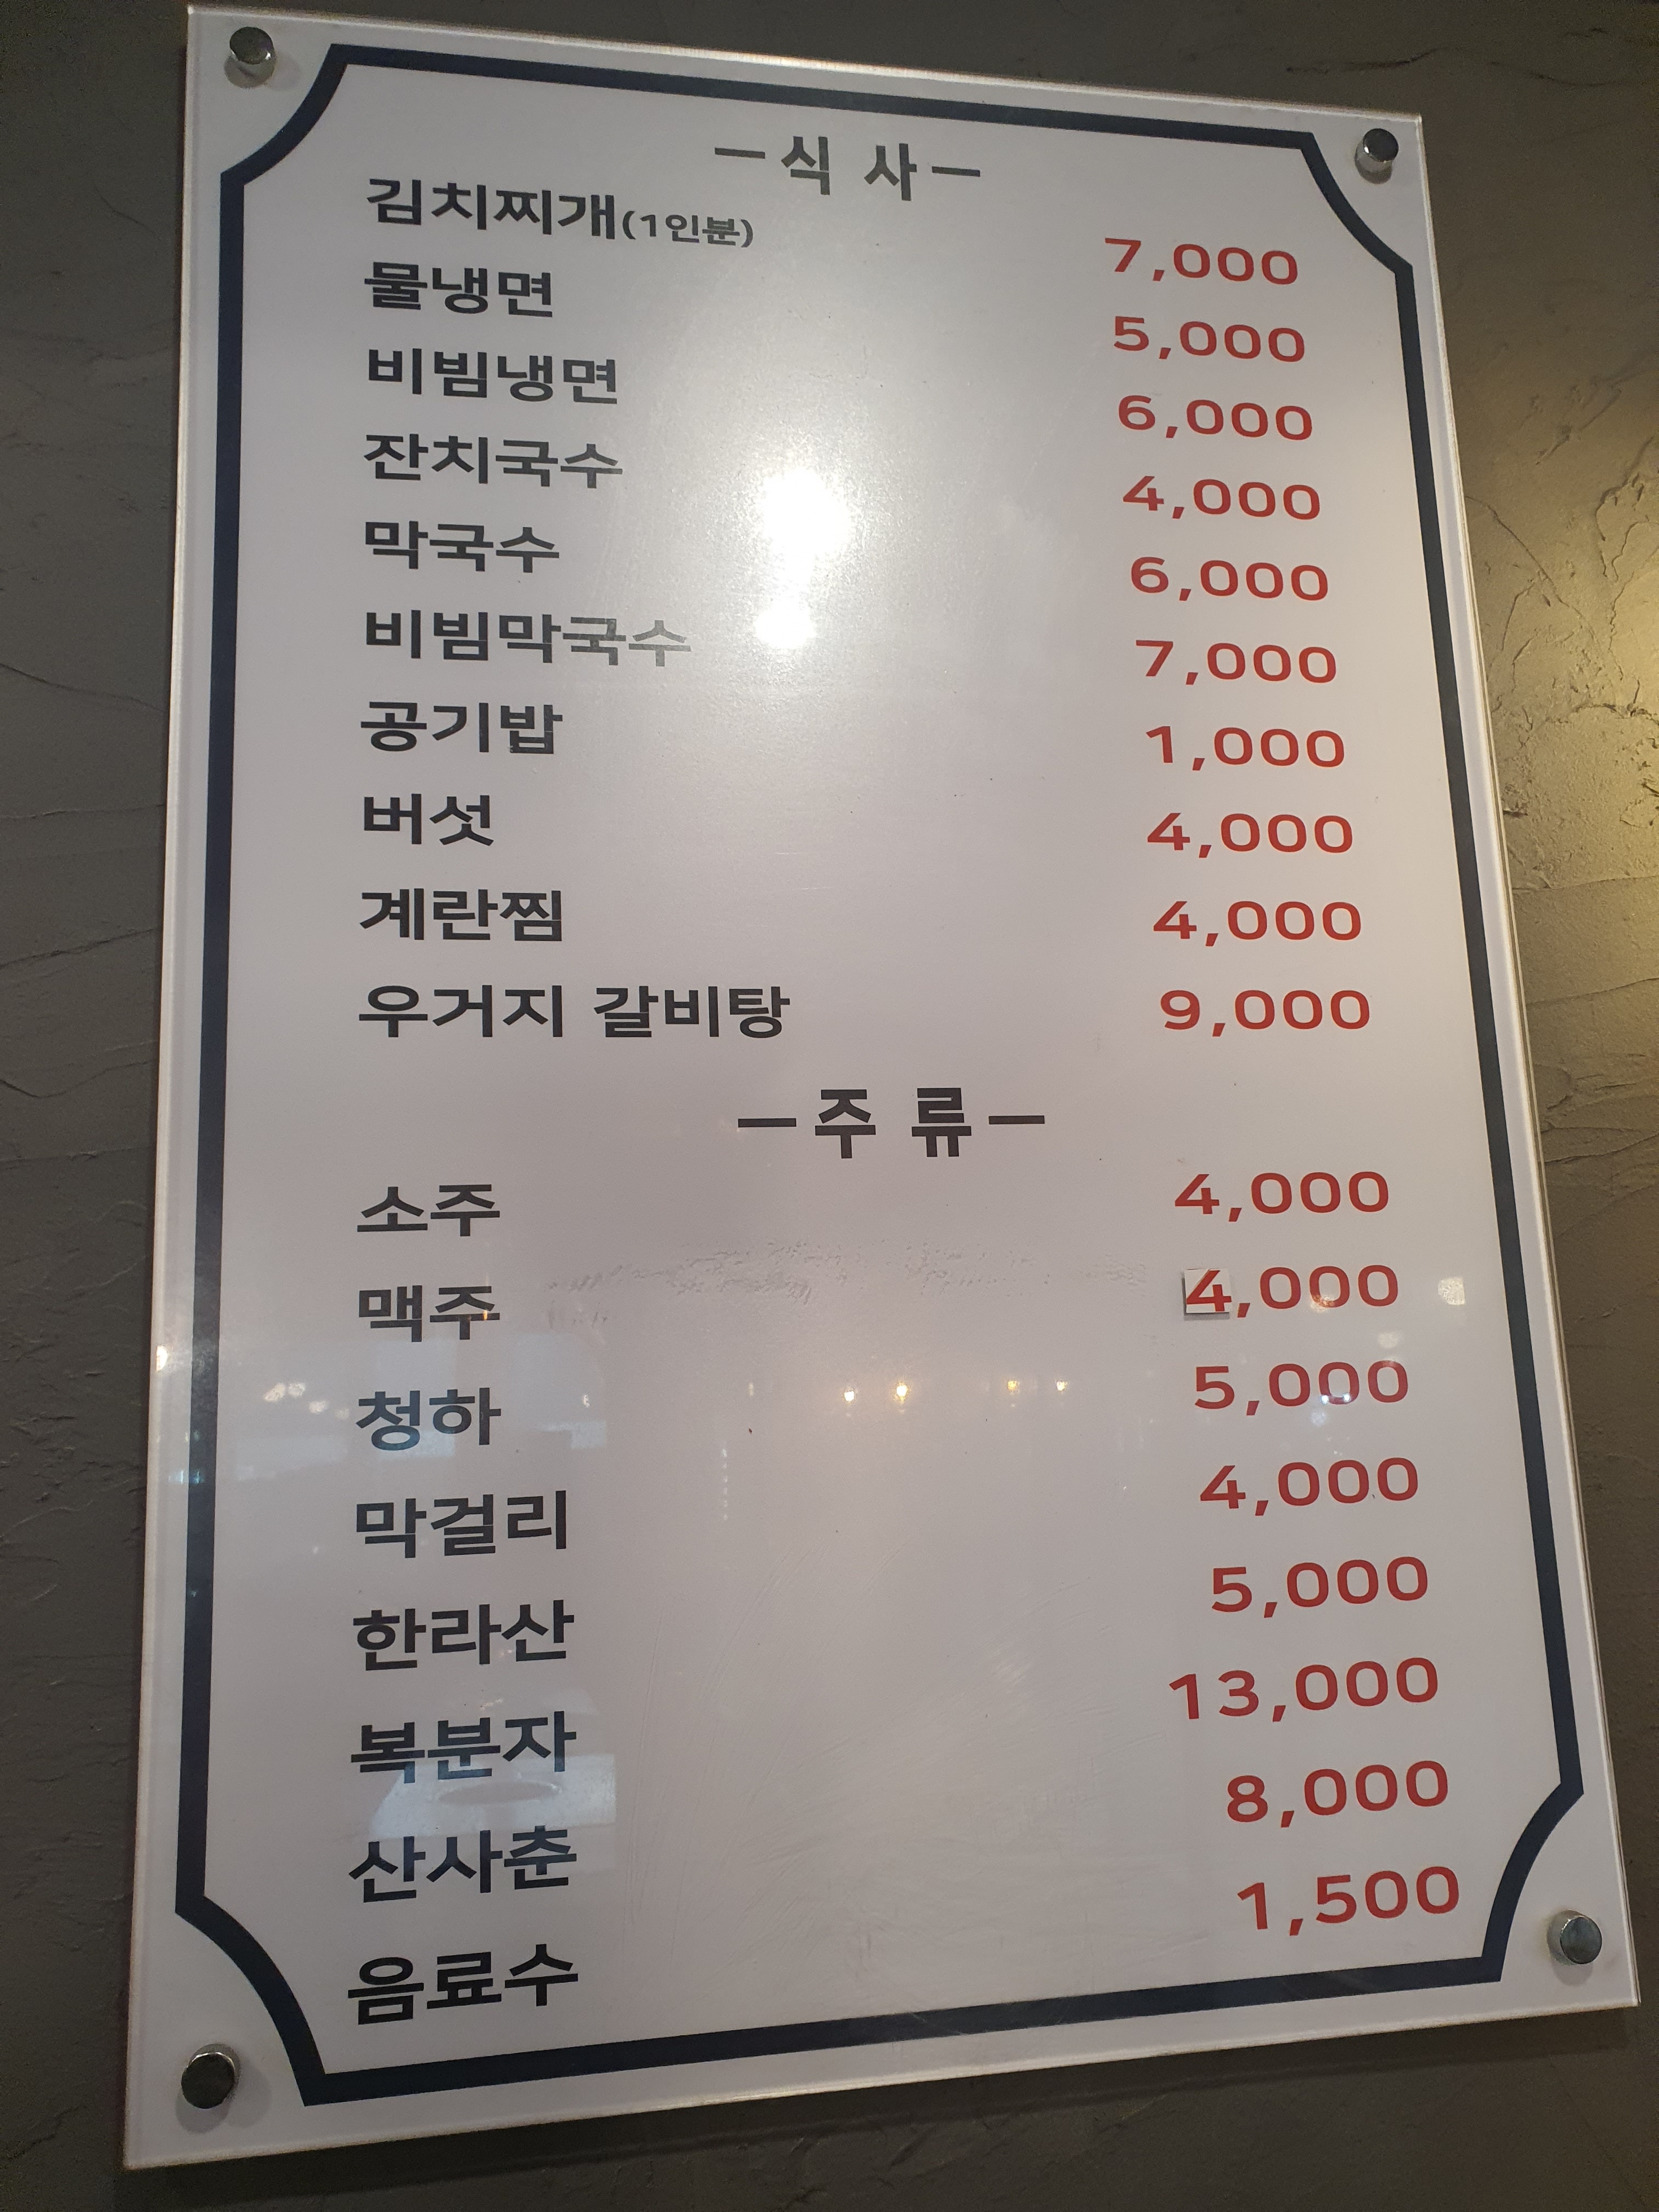 -식 사-
김치찌개(1인분) 7,000
물냉면 5,000
비빔냉면 6,000
잔치국수 4,000
막국수 6,000
비빔막국수 7,000
공기밥 1,000
버섯 4,000
계란찜 4,000
우거지 갈비탕 9,000
-주 류-
소주 4,000
맥주 4,000
청하 5,000
막걸리 4,000
한라산 5,000
복분자 13,000
산사춘 8,000
음료수 1,500